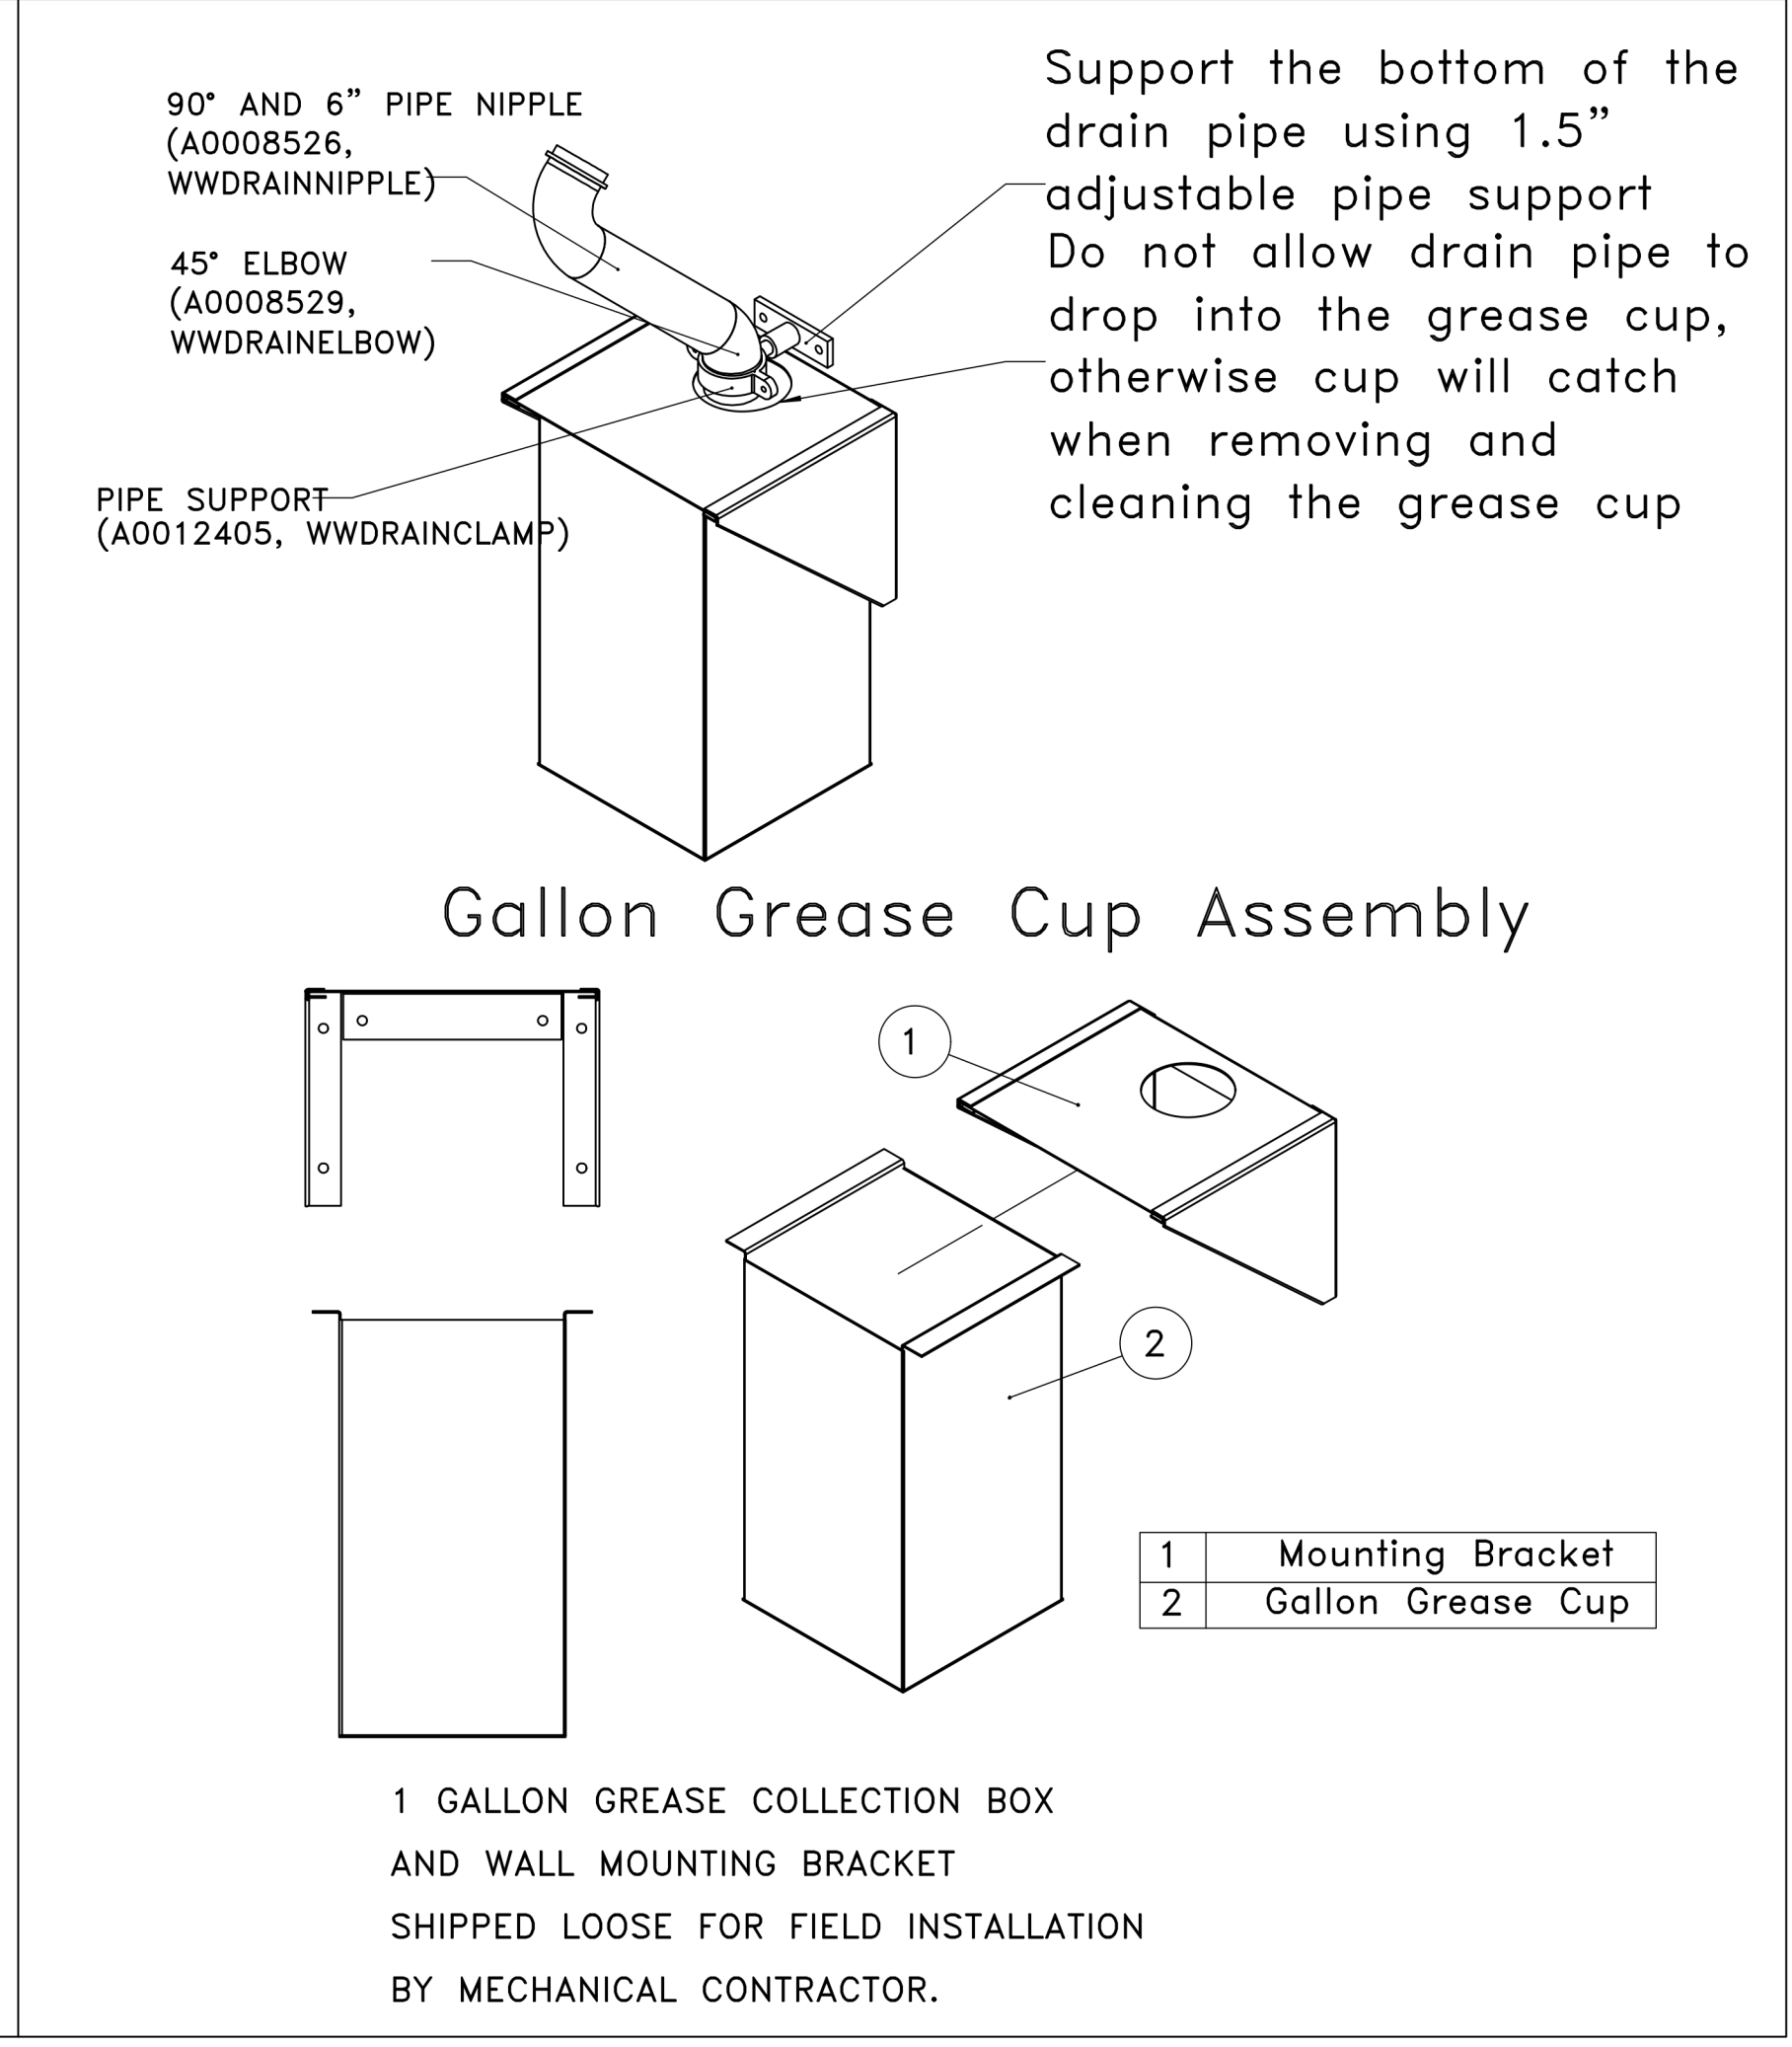 90° AND 6” PIPE NIPPLE
(A0008526,
WWDRAINNIPPLE)
45° ELBOW
(A0008529,
WWDRAINELBOW)
PIPE SUPPORT
(A0012405, WWDRAINCLAMP)
Support the bottom of the
drain pipe using 1.5”
adjustable pipe support
Do not allow drain pipe to
drop into the grease cup,
otherwise cup will catch
when removing and
cleaning the grease cup
Gallon Grease Cup Assembly
1
2
1 Mounting Bracket
2 Gallon Grease Cup
1 GALLON GREASE COLLECTION BOX
AND WALL MOUNTING BRACKET
SHIPPED LOOSE FOR FIELD INSTALLATION
BY MECHANICAL CONTRACTOR.